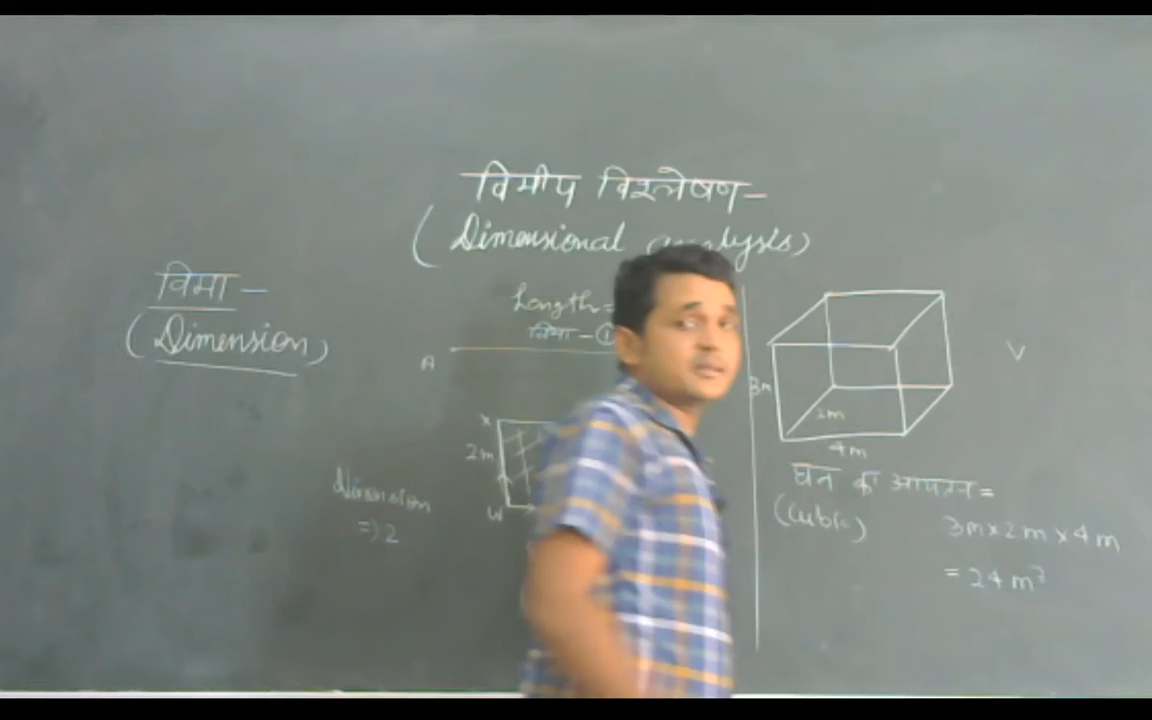 विमीय विश्लेषण-
(Dimensional analysis)
विमा -
(Dimension)
Length =
विमा - ①
A
X
2m
W
Dimension
=> 2
3m
2m
4m
V
घन का आयतन =
(cubic)
3m x 2m x 4m
= 24 m³